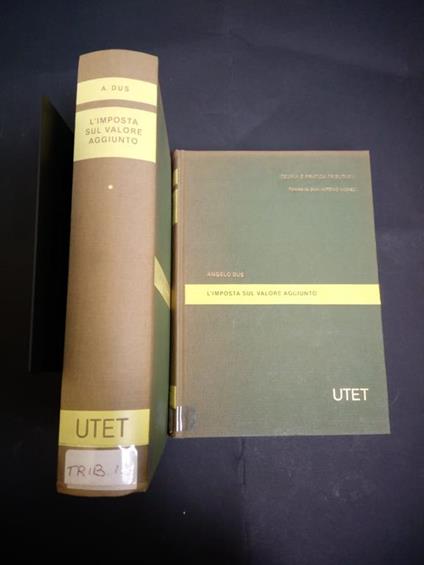 A. DUS
L'IMPOSTA
SUL VALORE
AGGIUNTO
UTET
TRIB.
TEORIA E PRATICA TRIBUTARIA
ANGELO DUS
L'IMPOSTA SUL VALORE AGGIUNTO
UTET